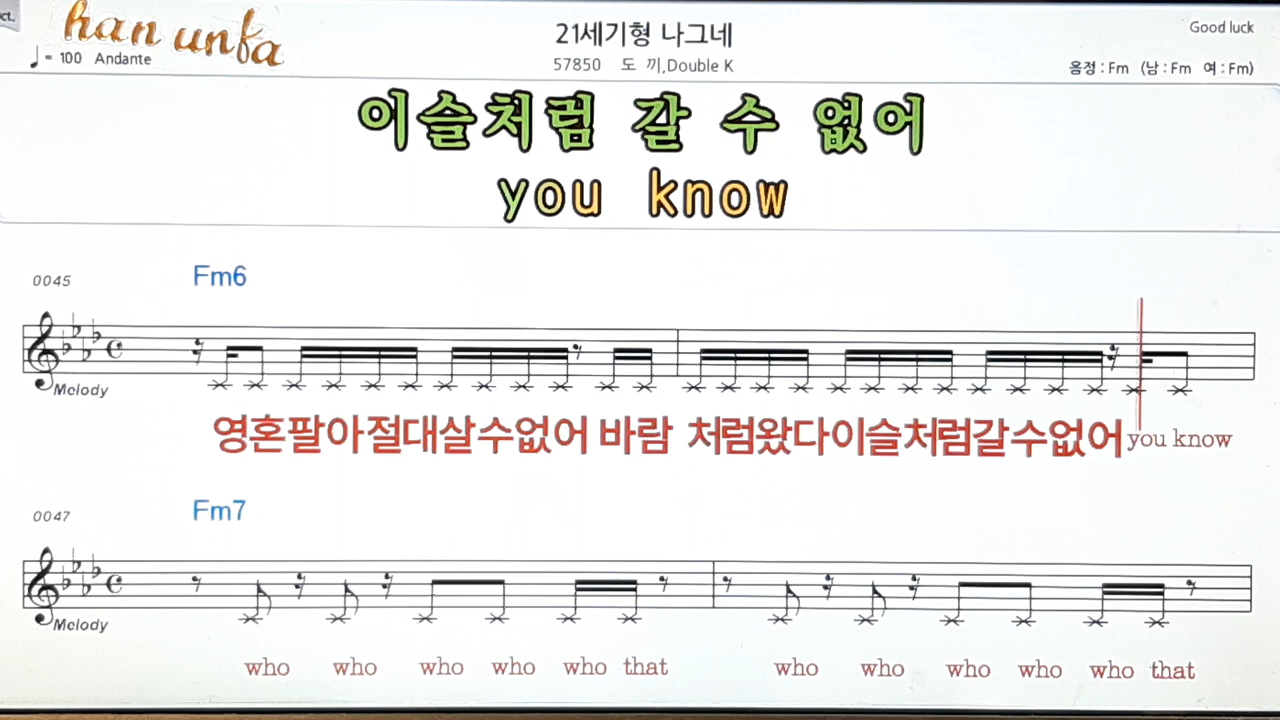 ct.
han unfa
♩= 100 Andante
21세기형 나그네
57850 도 끼,Double K
Good luck
음정 : Fm (남 : Fm 여 : Fm)
이슬처럼 갈 수 없어
you know
0045
Fm6
Melody
영혼팔아절대살수없어 바람 처럼왔다이슬처럼갈수없어 you know
0047
Fm7
Melody
who who who who who that who who who who who that